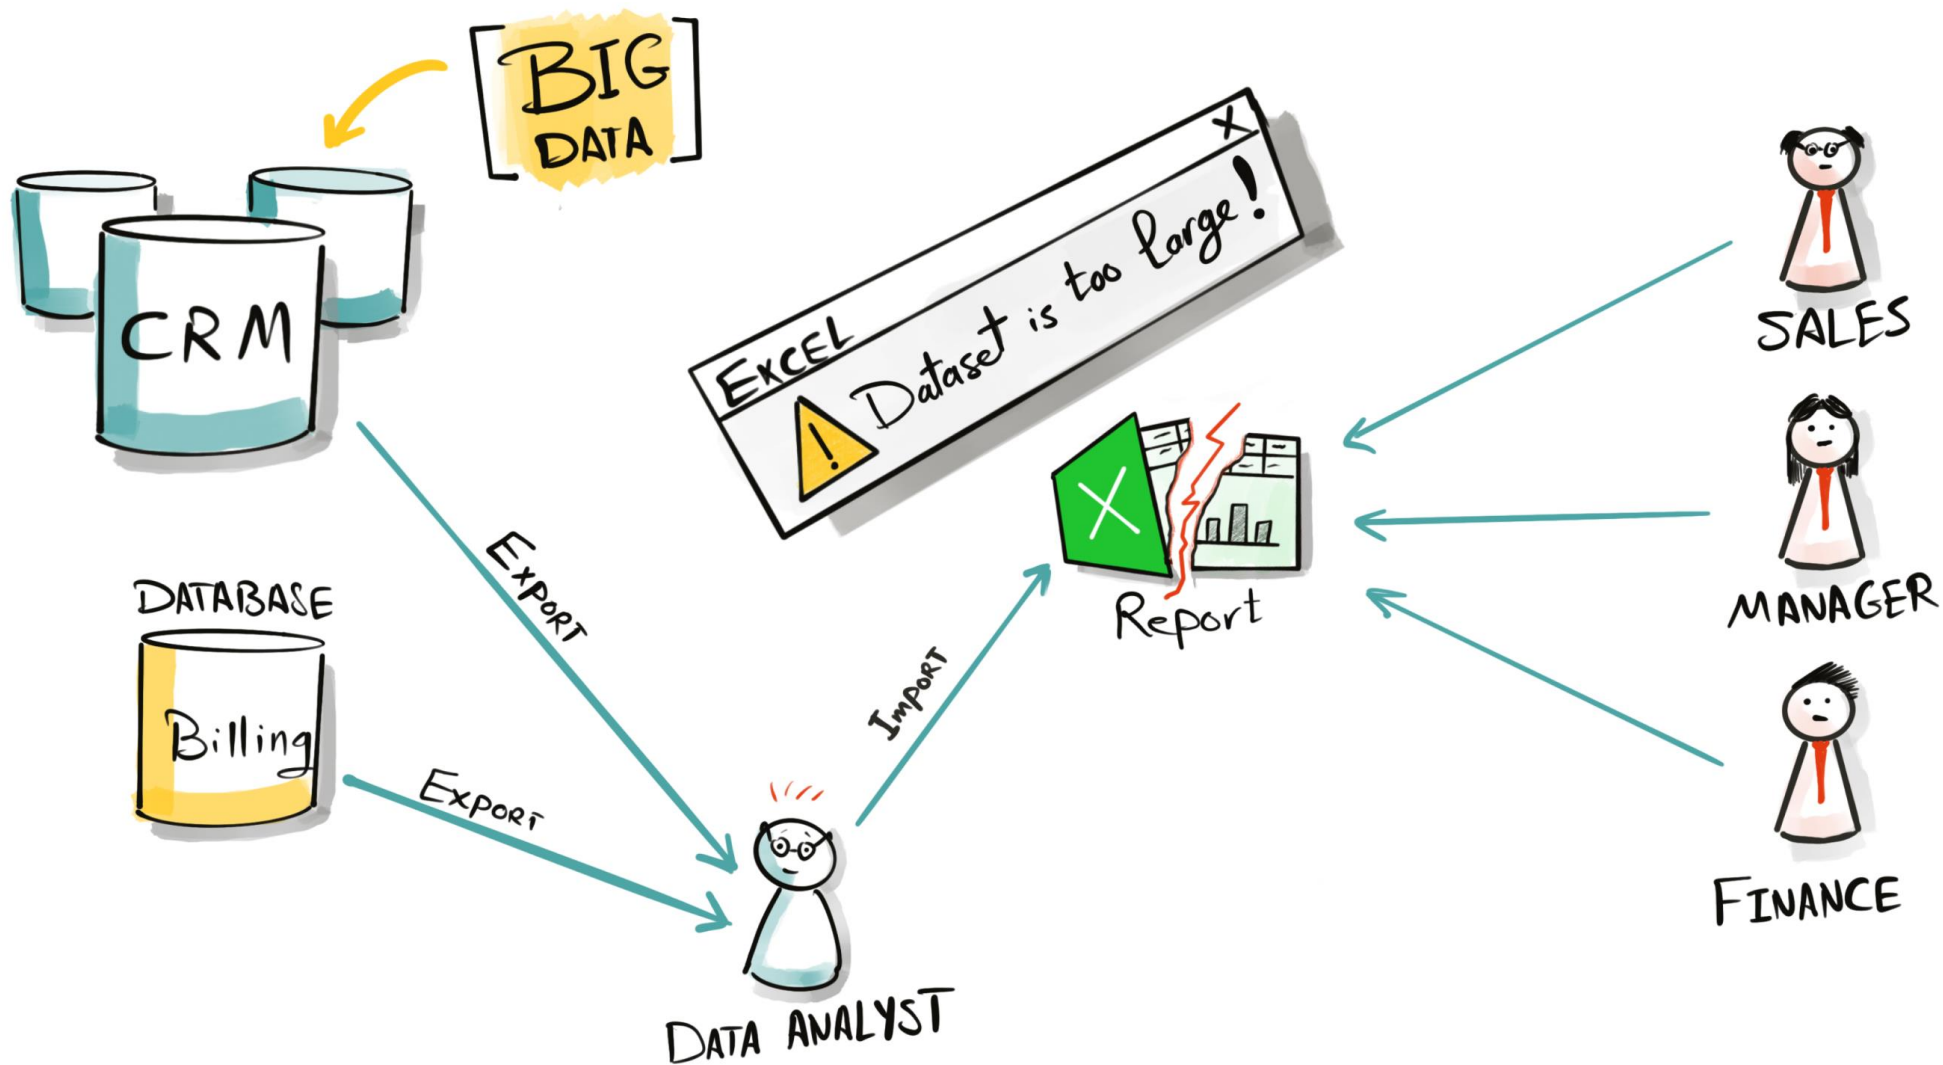 BIG
DATA
CRM
EXCEL
X
Dataset is too large!
!
X
Report
SALES
MANAGER
FINANCE
EXPORT
DATABASE
Billing
EXPORT
IMPORT
DATA ANALYST